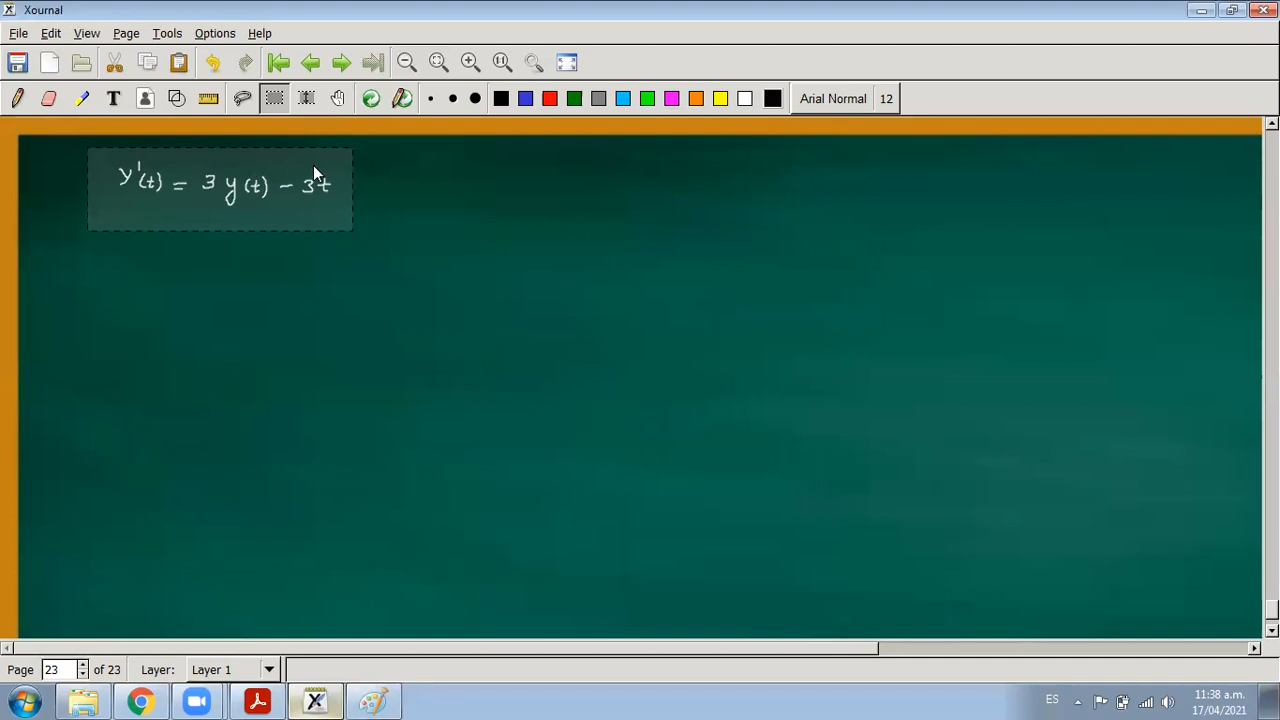 Xournal
File Edit View Page Tools Options Help
Arial Normal 12
y'(t) = 3 y(t) - 3t
Page 23 of 23 Layer: Layer 1
ES 11:38 a.m.
17/04/2021